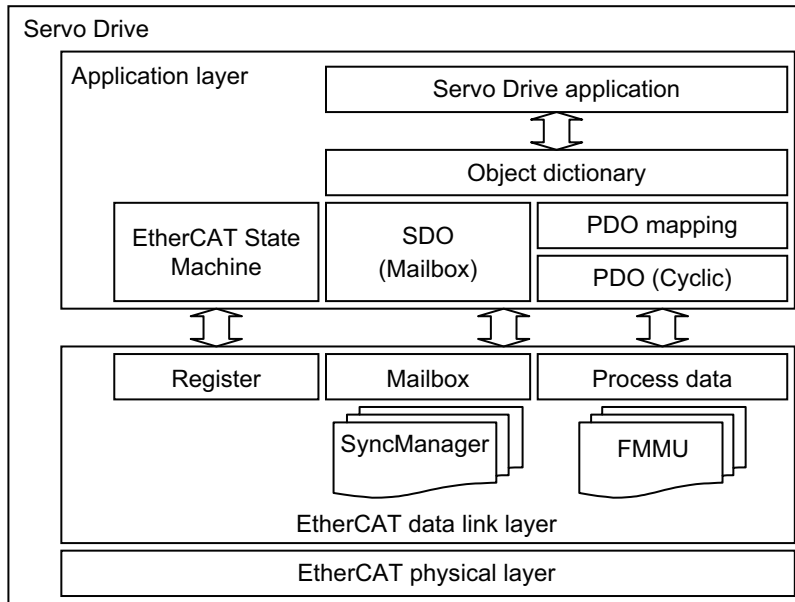 Servo Drive
Application layer
Servo Drive application
Object dictionary
EtherCAT State
Machine
SDO
(Mailbox)
PDO mapping
PDO (Cyclic)
Register
Mailbox
Process data
SyncManager
FMMU
EtherCAT data link layer
EtherCAT physical layer